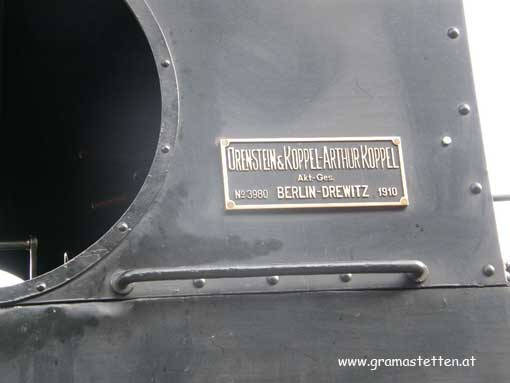 ORENSTEIN & KOPPEL-ARTHUR KOPPEL
Akt-Ges.
No 3980 BERLIN-DREWITZ 1910
www.gramastetten.at